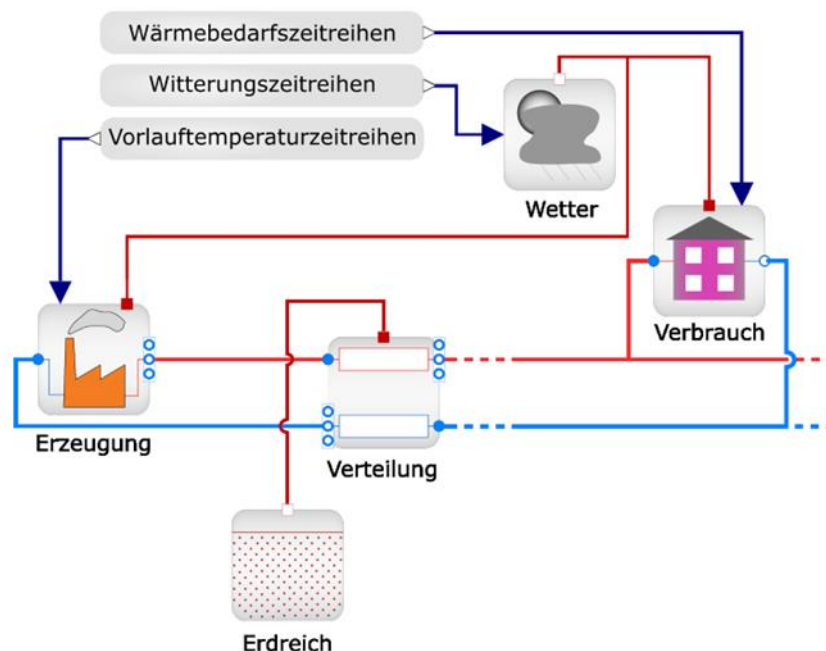 Wärmebedarfszeitreihen
Witterungszeitreihen
Vorlauftemperaturzeitreihen
Wetter
Verbrauch
Erzeugung
Verteilung
Erdreich